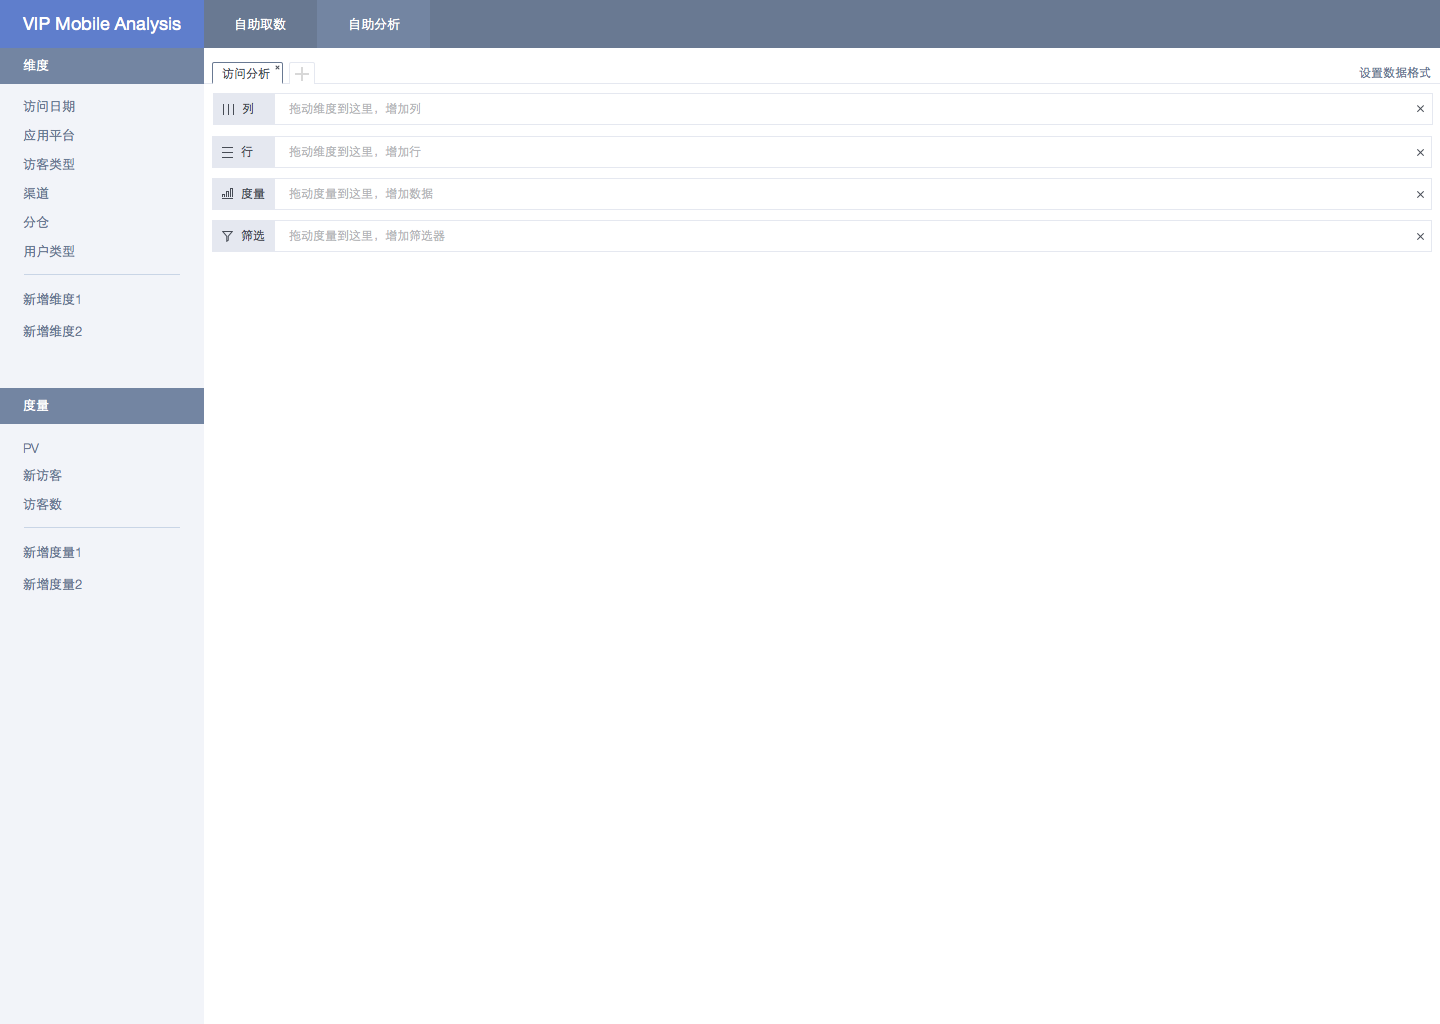 VIP Mobile Analysis
自助取数
自助分析
维度
访问日期
应用平台
访客类型
渠道
分仓
用户类型
新增维度1
新增维度2
度量
PV
新访客
访客数
新增度量1
新增度量2
访问分析
设置数据格式
列 拖动维度到这里，增加列
行 拖动维度到这里，增加行
度量 拖动度量到这里，增加数据
筛选 拖动度量到这里，增加筛选器